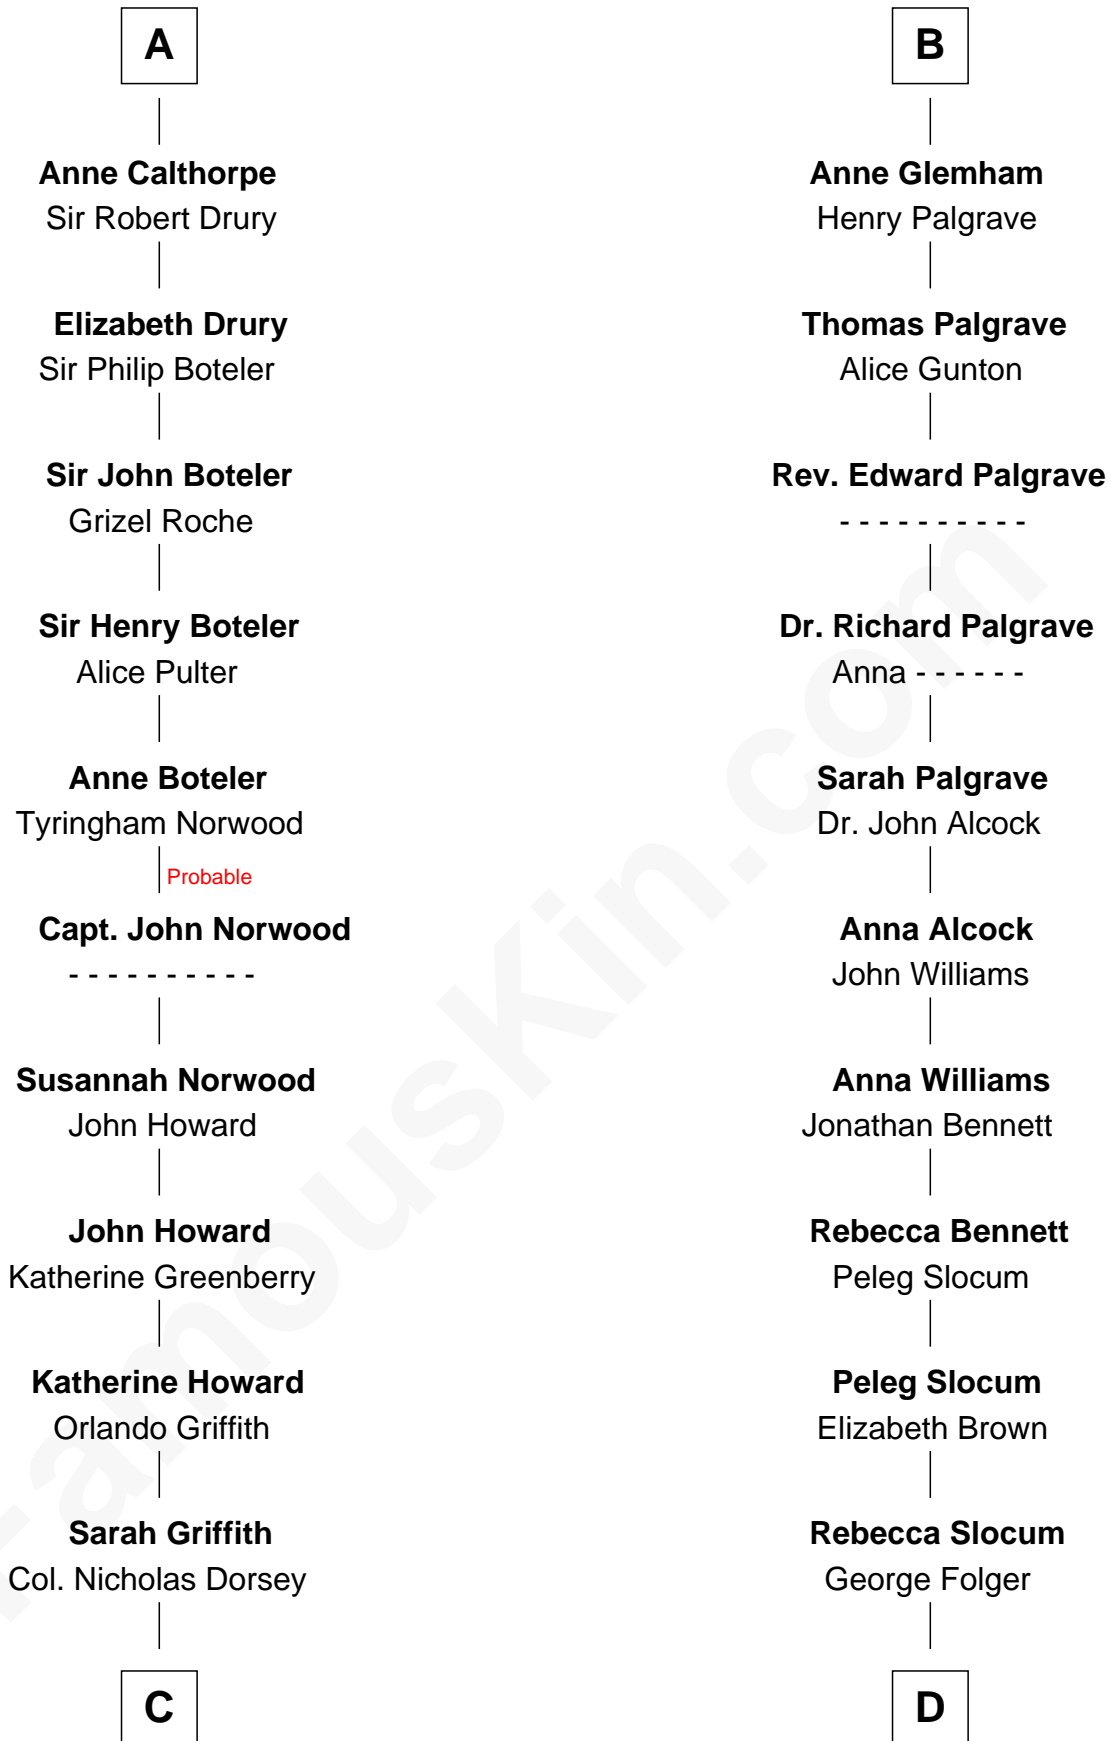 A
Anne Calthorpe
Sir Robert Drury
Elizabeth Drury
Sir Philip Boteler
Sir John Boteler
Grizel Roche
Sir Henry Boteler
Alice Pulter
Anne Boteler
Tyringham Norwood
Probable
Capt. John Norwood
- - - - - - - - - -
Susannah Norwood
John Howard
John Howard
Katherine Greenberry
Katherine Howard
Orlando Griffith
Sarah Griffith
Col. Nicholas Dorsey
C
B
Anne Glemham
Henry Palgrave
Thomas Palgrave
Alice Gunton
Rev. Edward Palgrave
- - - - - - - - - -
Dr. Richard Palgrave
Anna - - - - - -
Sarah Palgrave
Dr. John Alcock
Anna Alcock
John Williams
Anna Williams
Jonathan Bennett
Rebecca Bennett
Peleg Slocum
Peleg Slocum
Elizabeth Brown
Rebecca Slocum
George Folger
D
FamousKin.com